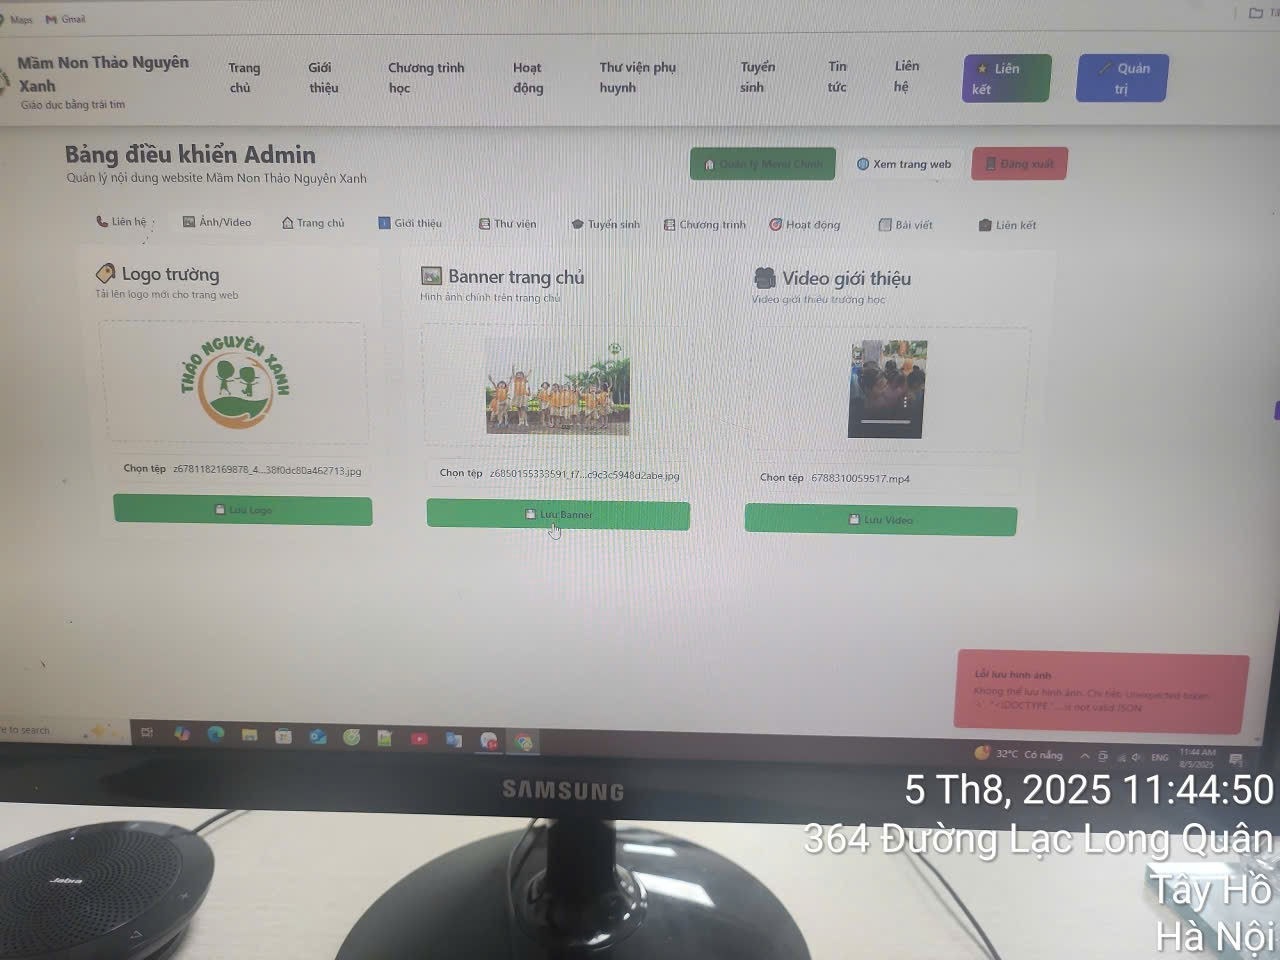 Maps Gmail
Mầm Non Thảo Nguyên
Xanh
Giáo dục bằng trái tim
Trang
chủ
Giới
thiệu
Chương trình
học
Hoạt
động
Thư viện phụ
huynh
Tuyển
sinh
Tin
tức
Liên
hệ
Liên
kết
Quản
trị
Bảng điều khiển Admin
Quản lý nội dung website Mầm Non Thảo Nguyên Xanh
Quản lý Menu Chính
Xem trang web
Đăng xuất
Liên hệ
Ảnh/Video
Trang chủ
Giới thiệu
Thư viện
Tuyển sinh
Chương trình
Hoạt động
Bài viết
Liên kết
Logo trường
Tải lên logo mới cho trang web
THẢO NGUYÊN XANH
Chọn tệp z6781182169878_4...38f0dc80a462713.jpg
Lưu Logo
Banner trang chủ
Hình ảnh chính trên trang chủ
Chọn tệp z6850155333591_f7...c9c3c5948d2abe.jpg
Lưu Banner
Video giới thiệu
Video giới thiệu trường học
Chọn tệp 6788310059517.mp4
Lưu Video
Lỗi lưu hình ảnh
Không thể lưu hình ảnh. Chi tiết: Unexpected token
'<', "<!DOCTYPE "... is not valid JSON
re to search
32°C Có nắng
ENG
11:44 AM
8/5/2025
SAMSUNG
Jabra
5 Th8, 2025 11:44:50
364 Đường Lạc Long Quân
Tây Hồ
Hà Nội